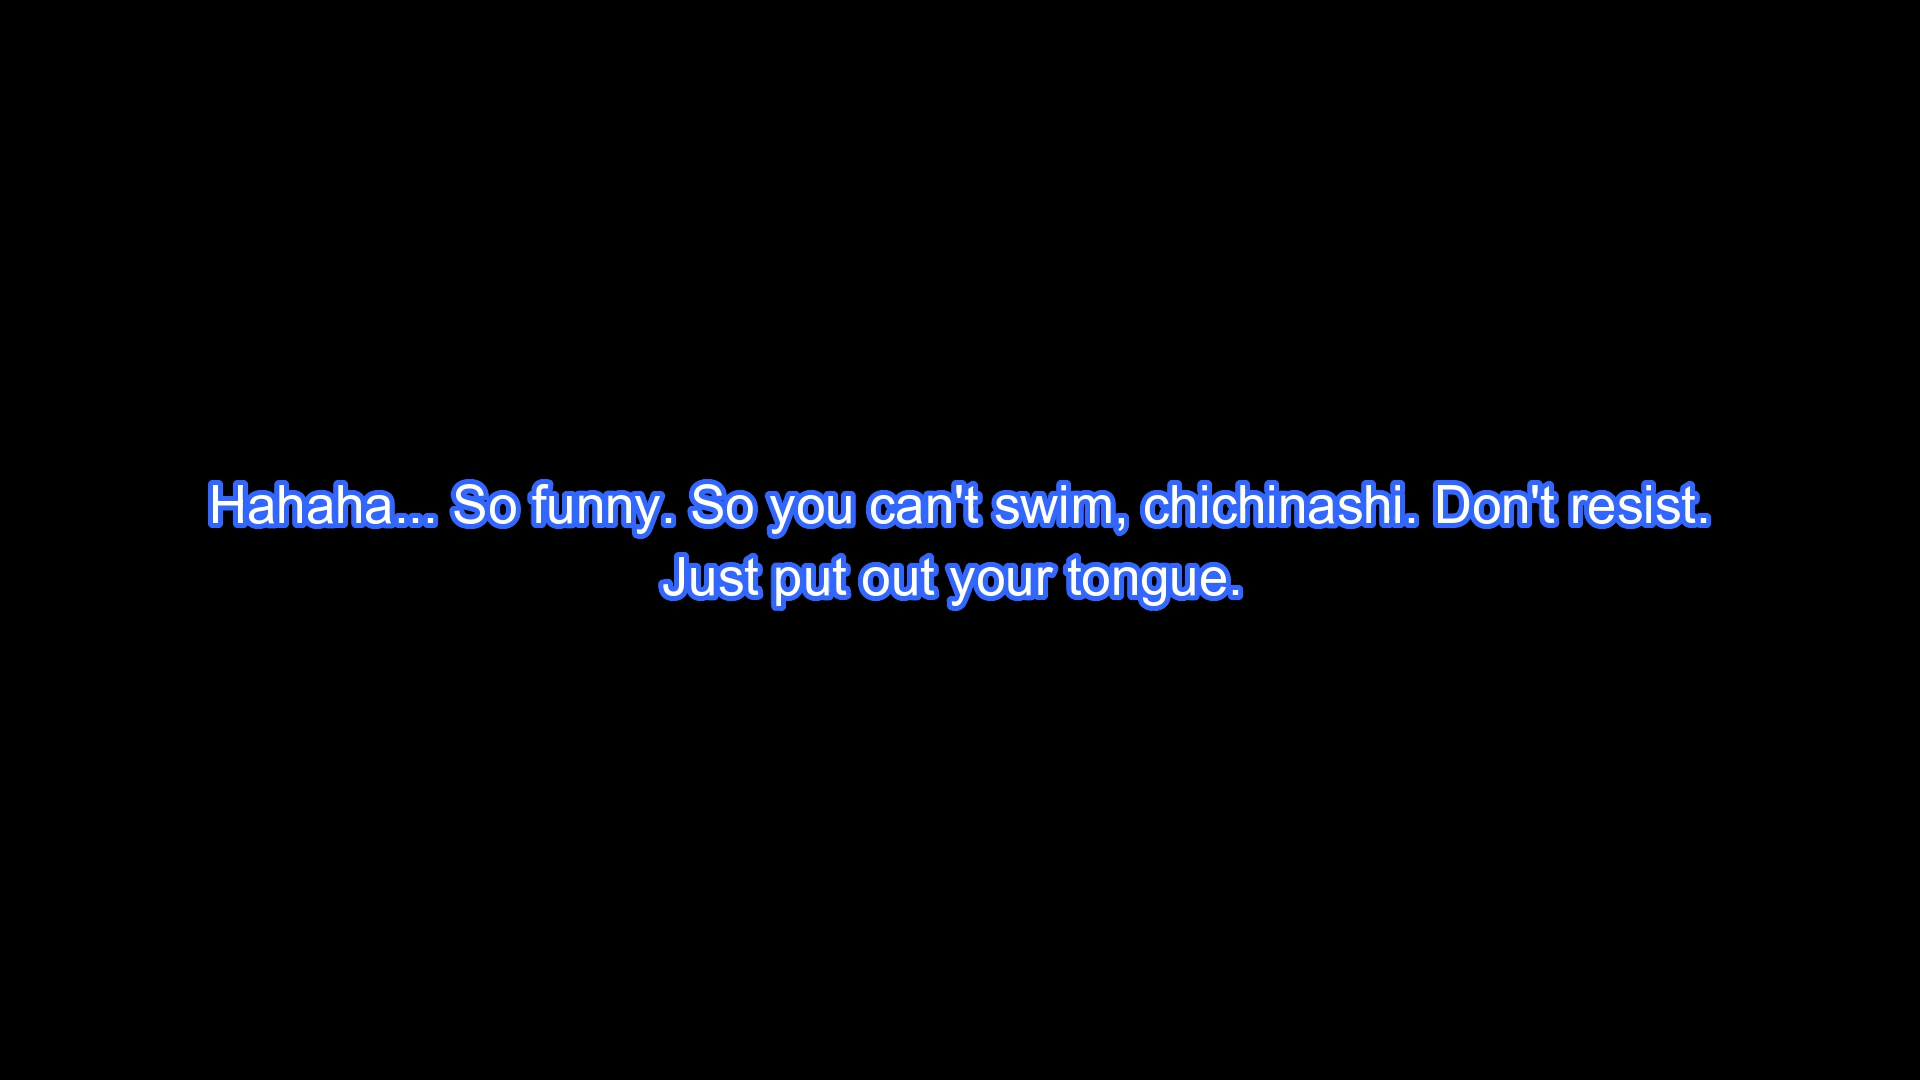 Hahaha... So funny. So you can't swim, chichinashi. Don't resist.
Just put out your tongue.